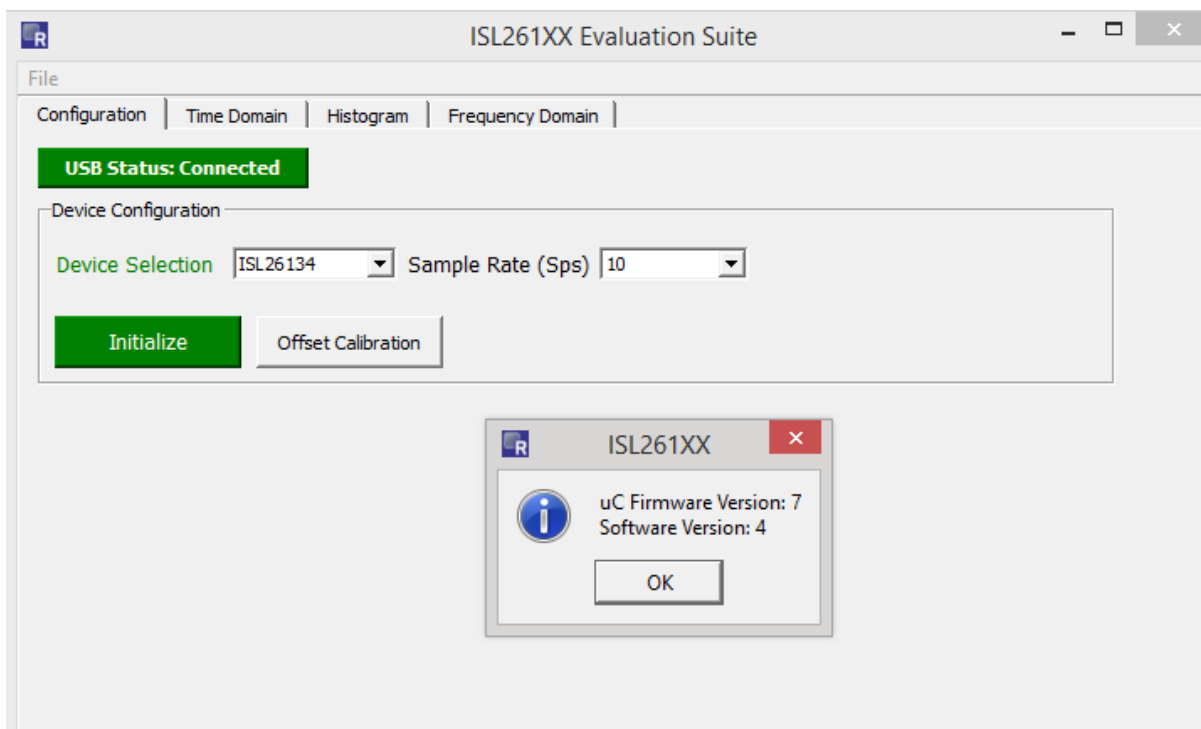 R
ISL261XX Evaluation Suite
File
Configuration Time Domain Histogram Frequency Domain
USB Status: Connected
Device Configuration
Device Selection ISL26134 Sample Rate (Sps) 10
Initialize Offset Calibration
R ISL261XX
i
uC Firmware Version: 7
Software Version: 4
OK